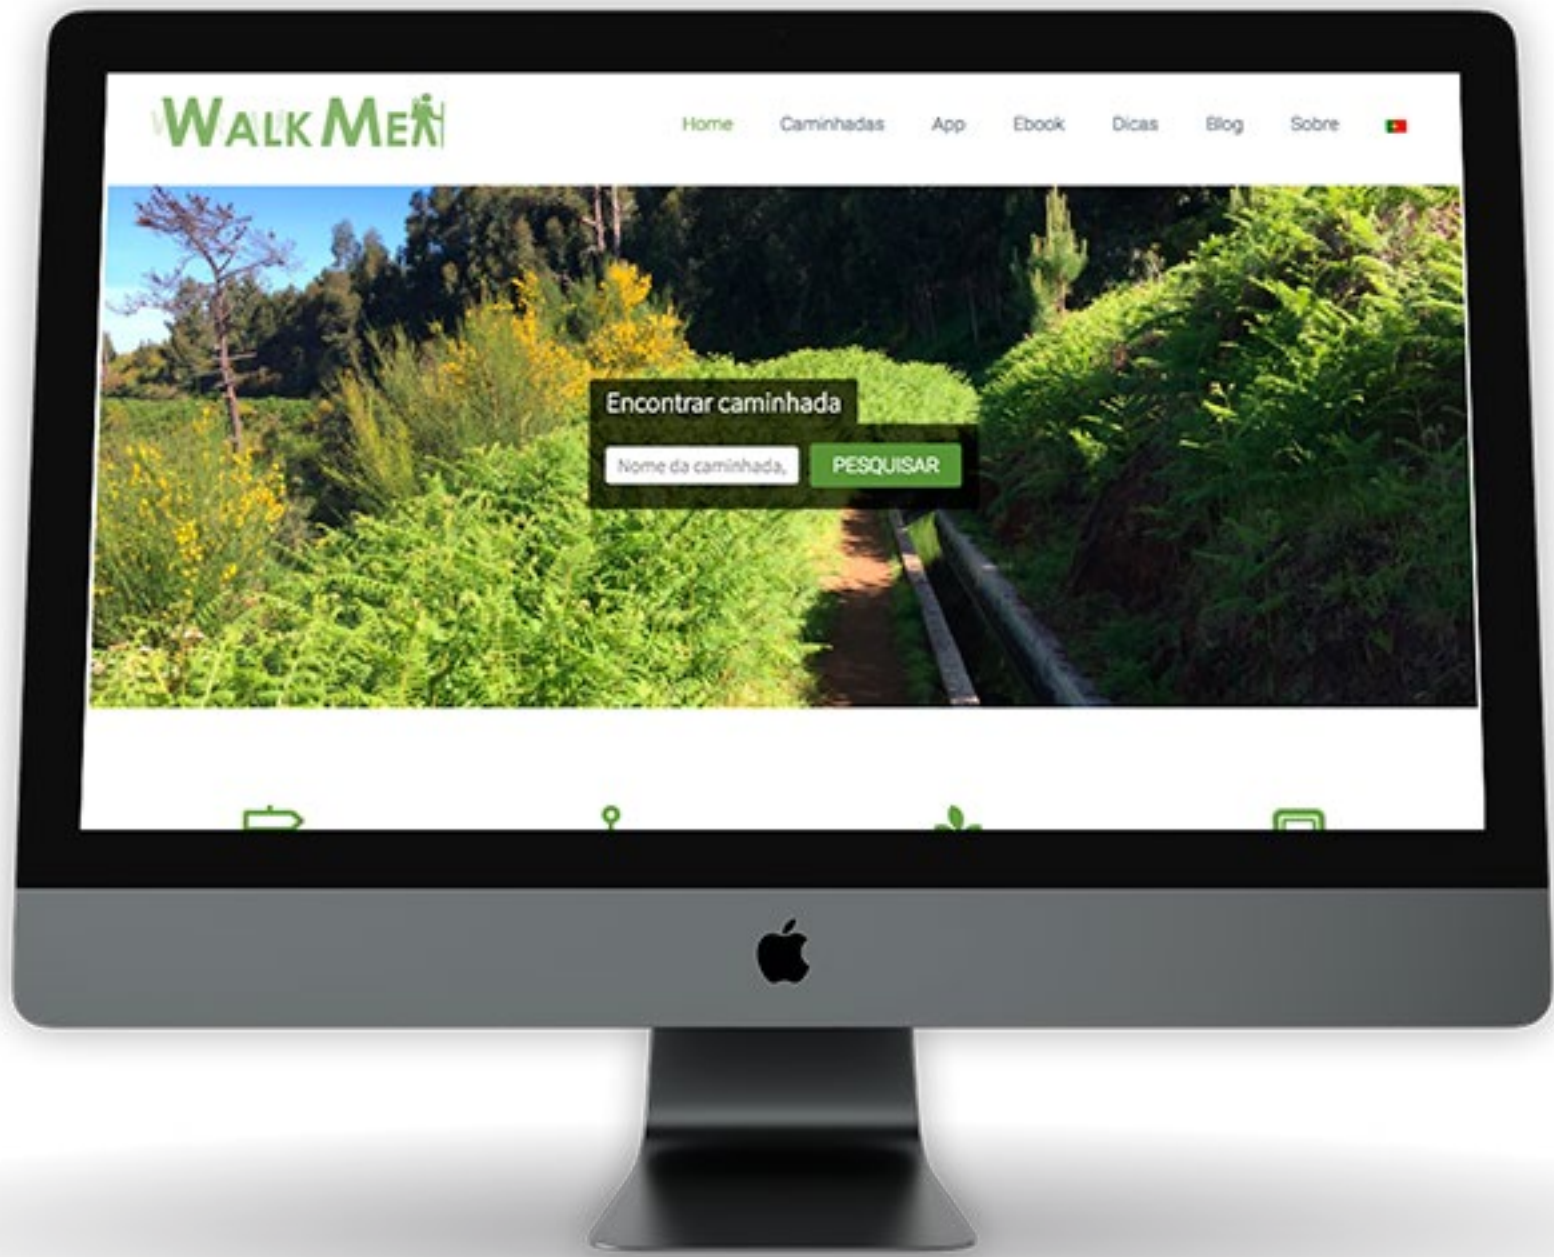 WALK ME
Home Caminhadas App Ebook Dicas Blog Sobre
Encontrar caminhada
Nome da caminhada, PESQUISAR